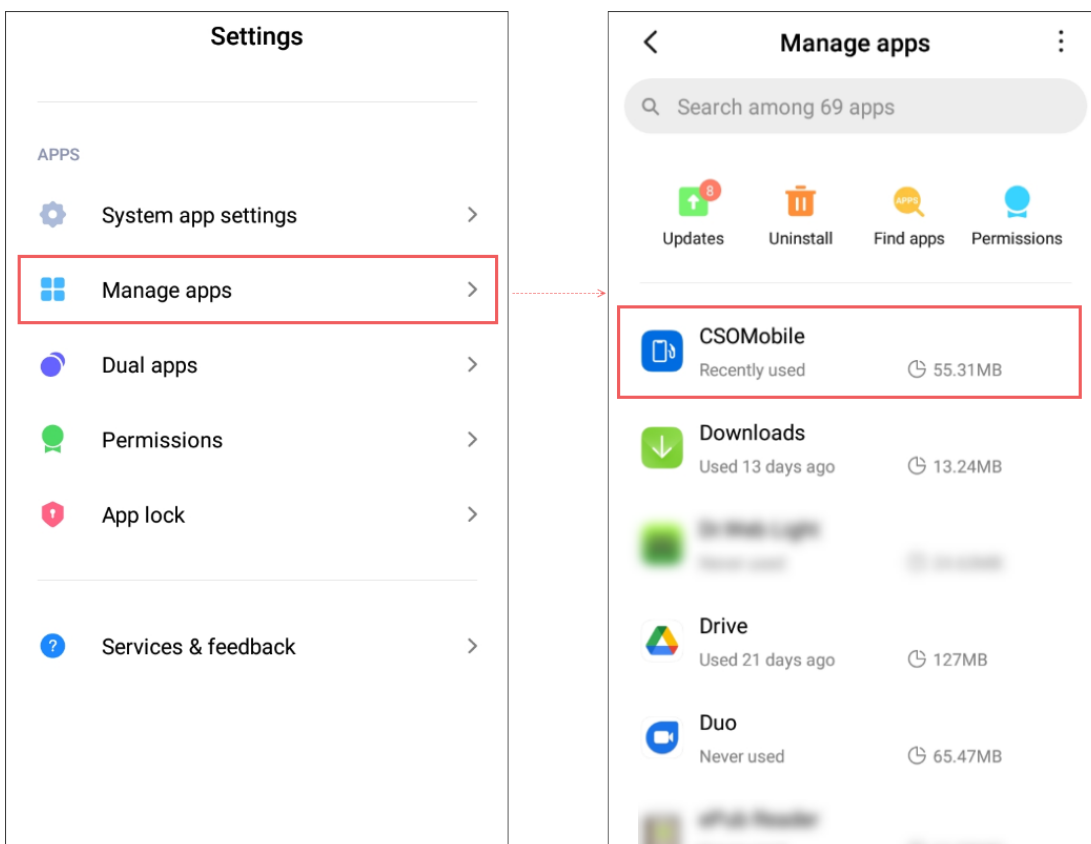 Settings
APPS
System app settings
Manage apps
Dual apps
Permissions
App lock
Services & feedback
Manage apps
Search among 69 apps
8
APPS
Updates Uninstall Find apps Permissions
CSOMobile
Recently used 55.31MB
Downloads
Used 13 days ago 13.24MB
Drive
Used 21 days ago 127MB
Duo
Never used 65.47MB